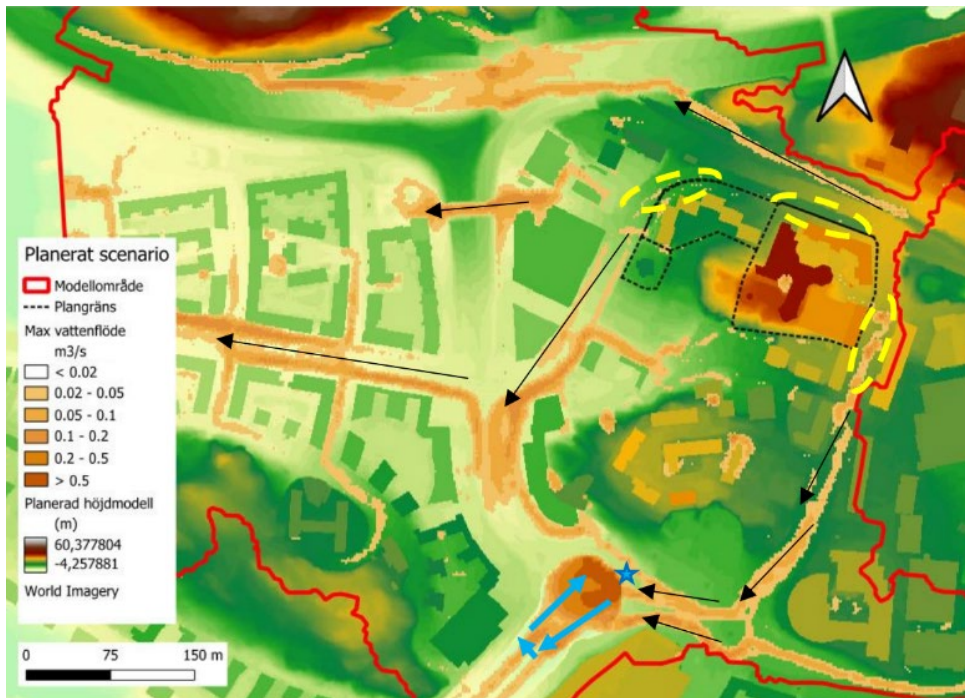 Planerat scenario
Modellområde
Plangräns
Max vattenflöde
m3/s
< 0.02
0.02 - 0.05
0.05 - 0.1
0.1 - 0.2
0.2 - 0.5
> 0.5
Planerad höjdmodell
(m)
60,377804
-4,257881
World Imagery
0 75 150 m